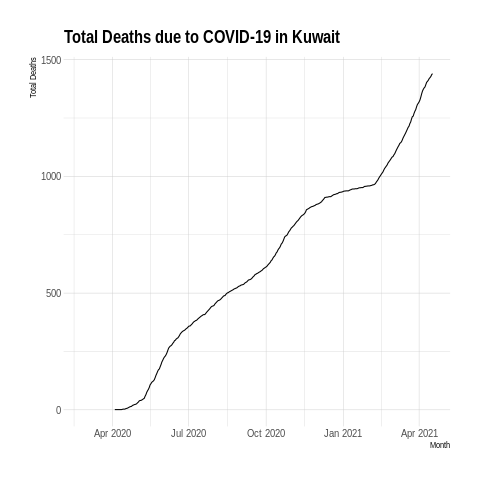 Total Deaths due to COVID-19 in Kuwait
Total Deaths
1500
1000
500
0
Apr 2020 Jul 2020 Oct 2020 Jan 2021 Apr 2021
Month